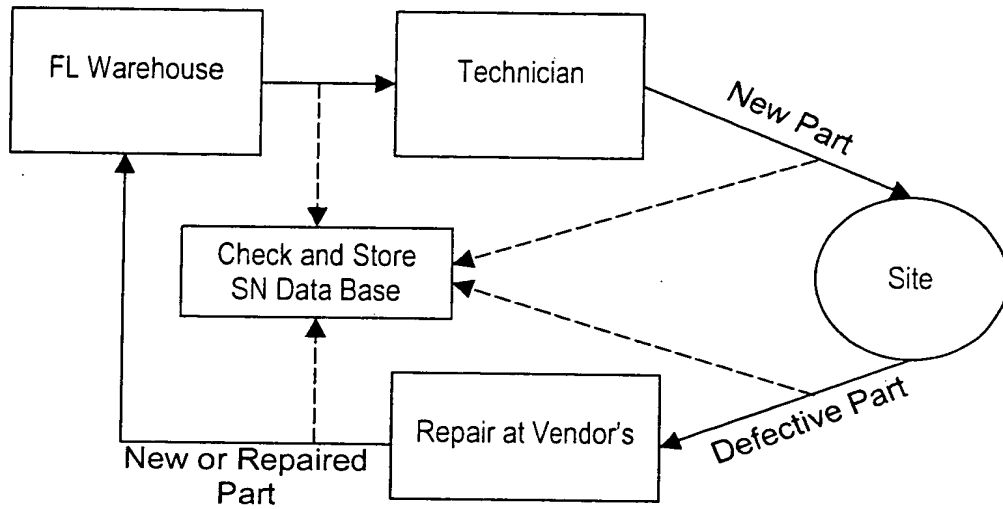 FL Warehouse
Technician
New Part
Check and Store
SN Data Base
Site
Repair at Vendor's
Defective Part
New or Repaired
Part